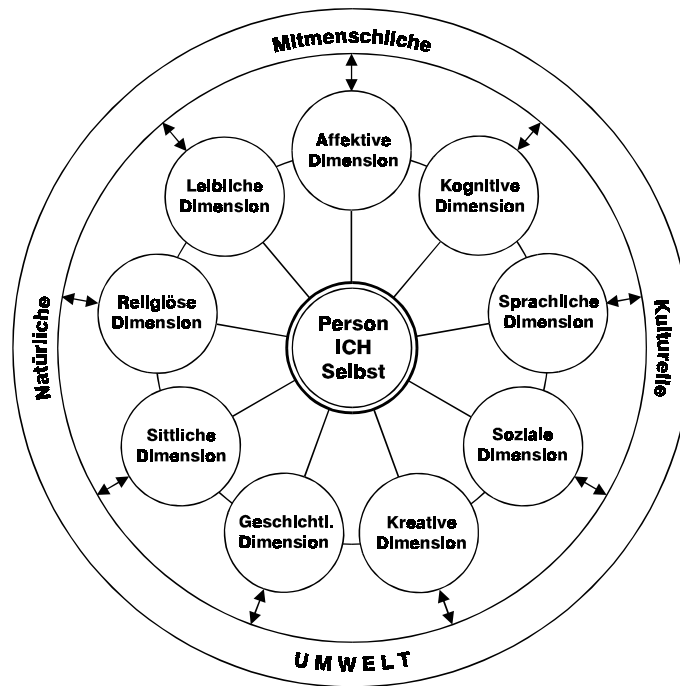 Mitmenschliche
Affektive
Dimension
Leibliche
Dimension
Kognitive
Dimension
Religiöse
Dimension
Sprachliche
Dimension
Natürliche
Kulturelle
Person
ICH
Selbst
Sittliche
Dimension
Soziale
Dimension
Geschichtl.
Dimension
Kreative
Dimension
UMWELT